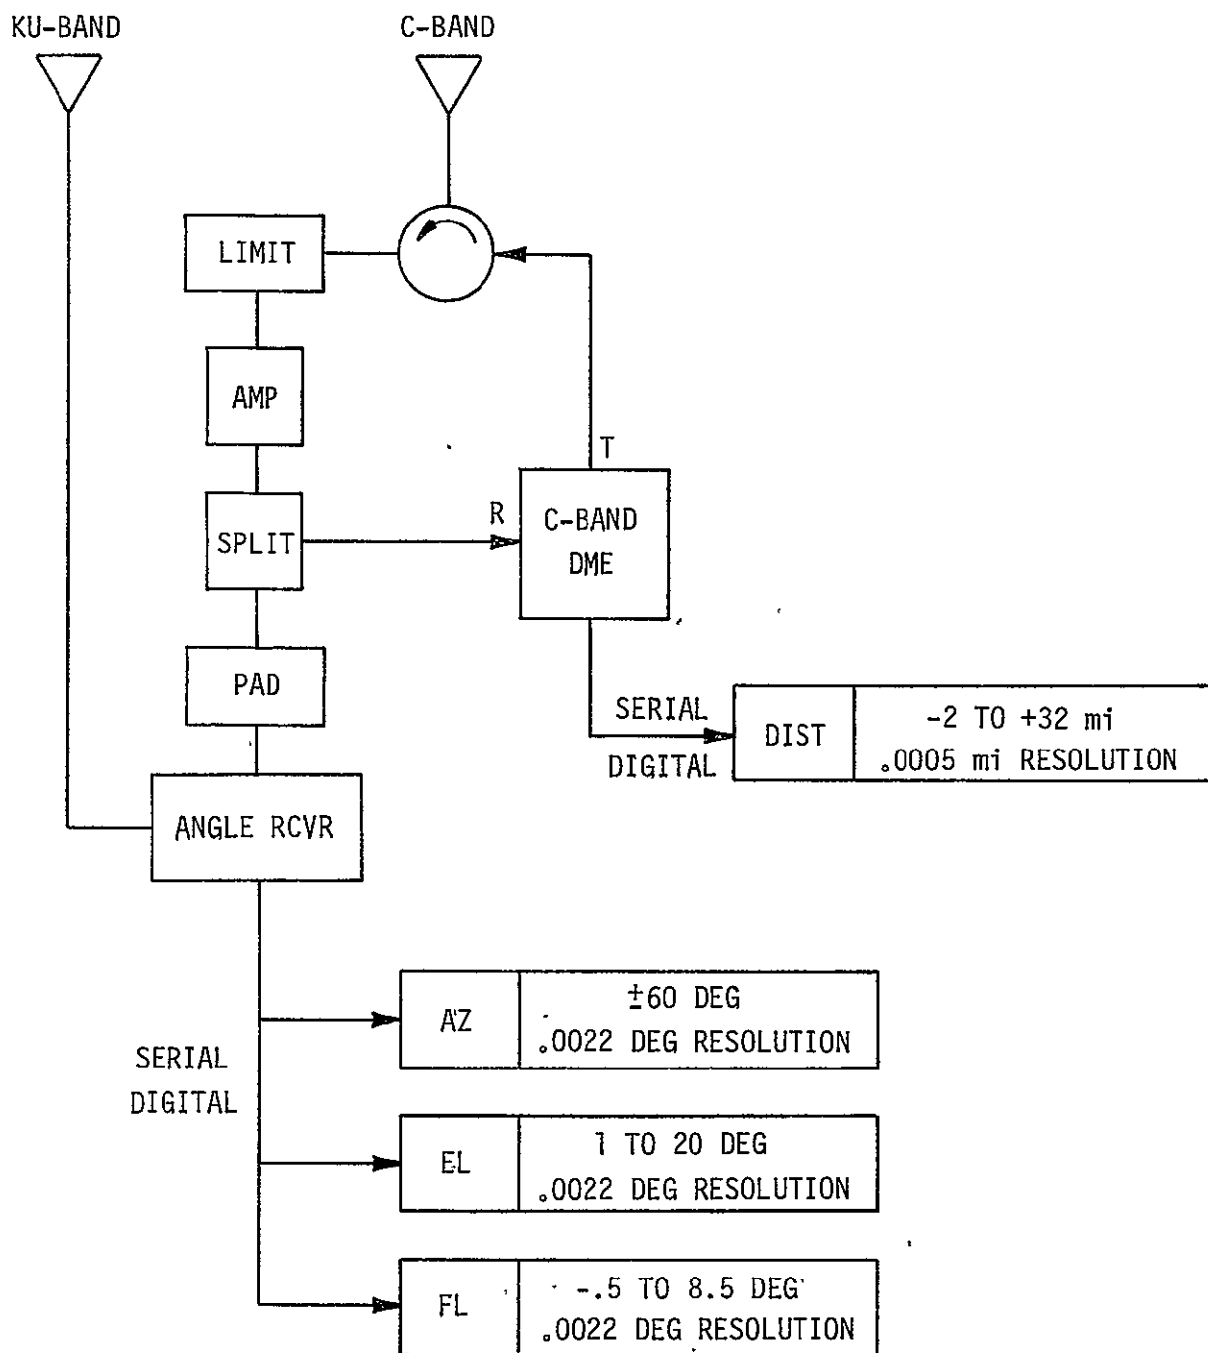 KU-BAND
C-BAND
LIMIT
AMP
T
R
C-BAND
DME
SPLIT
PAD
SERIAL
DIGITAL
DIST
-2 TO +32 mi
.0005 mi RESOLUTION
ANGLE RCVR
SERIAL
DIGITAL
AZ
±60 DEG
.0022 DEG RESOLUTION
EL
1 TO 20 DEG
.0022 DEG RESOLUTION
FL
-.5 TO 8.5 DEG
.0022 DEG RESOLUTION